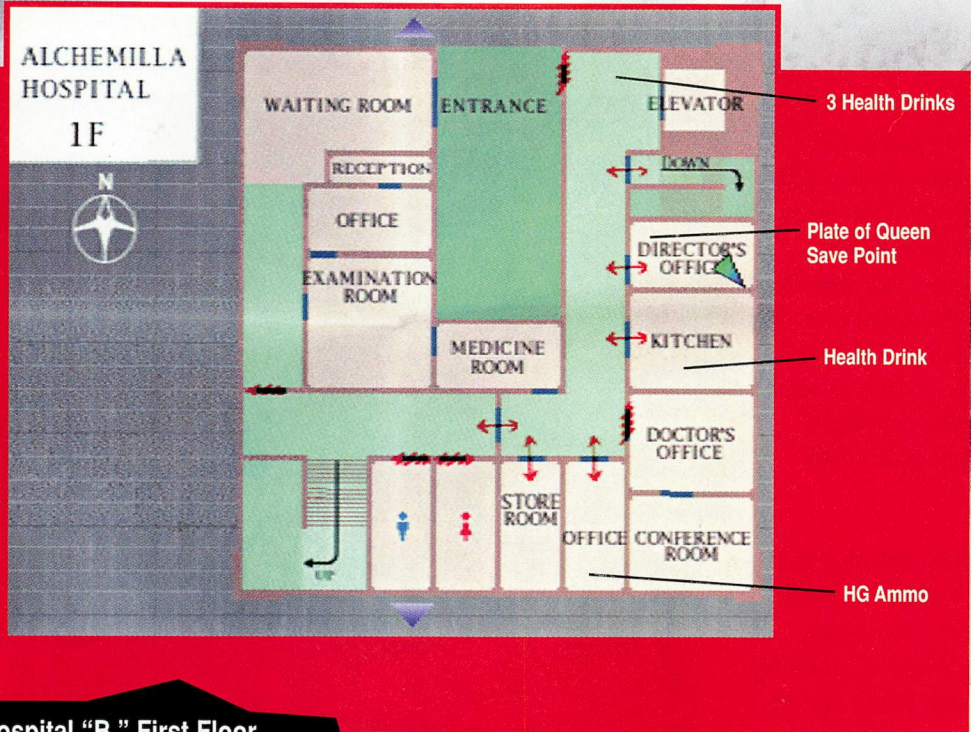 ALCHEMILLA
HOSPITAL
1F
N
WAITING ROOM
ENTRANCE
ELEVATOR
3 Health Drinks
RECEPTION
DOWN
OFFICE
DIRECTOR'S
OFFICE
Plate of Queen
Save Point
EXAMINATION
ROOM
MEDICINE
ROOM
KITCHEN
Health Drink
DOCTOR'S
OFFICE
STORE
ROOM
OFFICE
CONFERENCE
ROOM
UP
HG Ammo
Hospital "B," First Floor